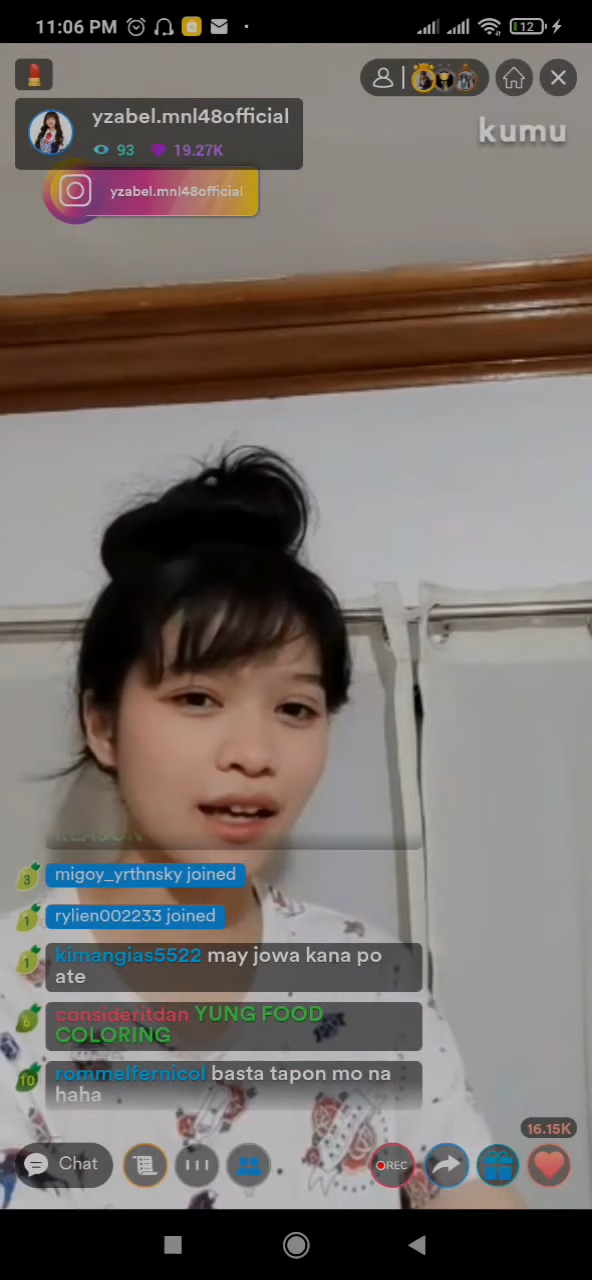 11:06 PM
12
yzabel.mnl48official
93
19.27K
kumu
yzabel.mnl48official
REASON
3
migoy_yrthnsky joined
1
rylien002233 joined
1
kimangias5522 may jowa kana po
ate
6
consideritdan YUNG FOOD
COLORING
10
rommelfernicol basta tapon mo na
haha
16.15K
Chat
REC